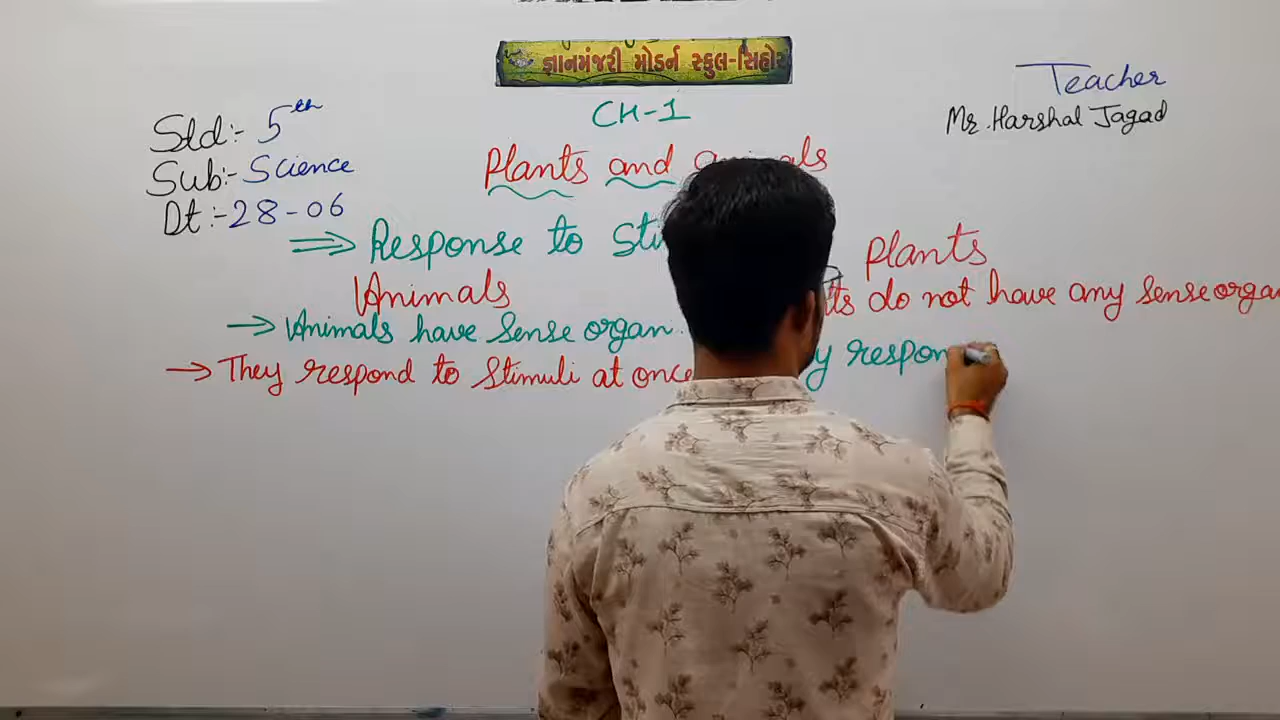 જ્ઞાનમંજરી મોડર્ન સ્કુલ-સિહોર
Teacher
Mr. Harshal Jagad
Std:- 5th
Sub:- Science
Dt:- 28-06
CH-1
Plants and
⇒ Response to
Animals
→ Animals have sense organ.
→ They respond to stimuli at once
Plants
do not have any sense organ